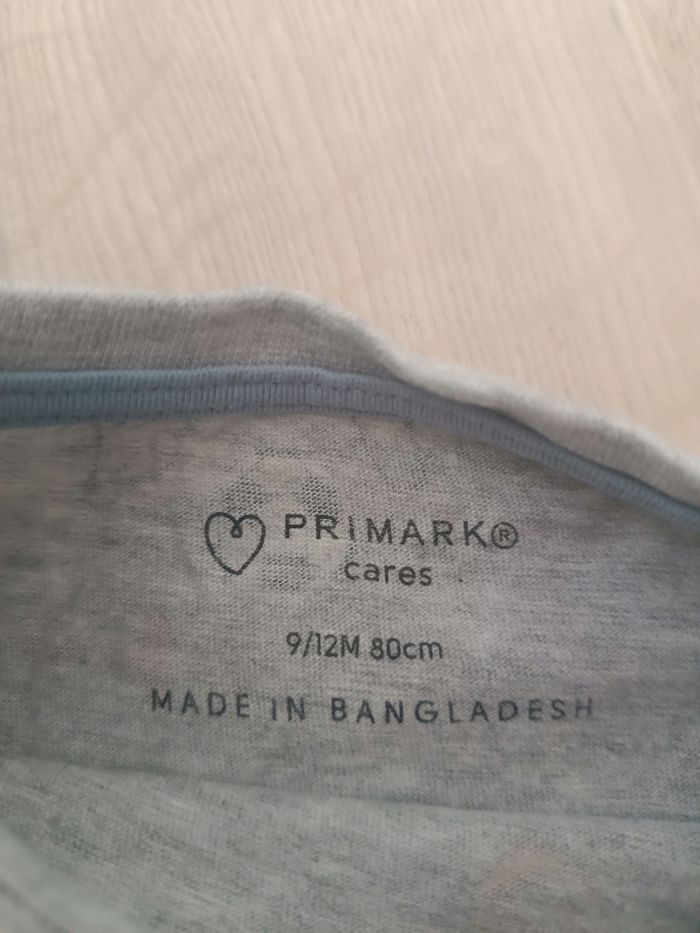 PRIMARK®
cares
9/12M 80cm
MADE IN BANGLADESH